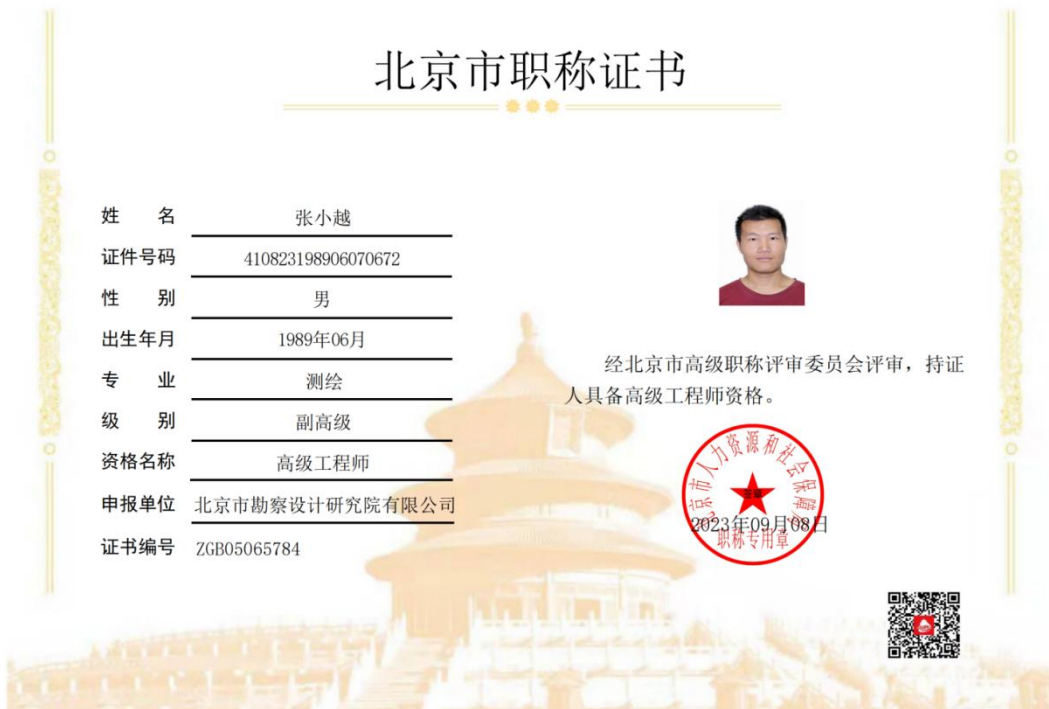 北京市职称证书
姓 名 张小越
证件号码 410823198906070672
性 别 男
出生年月 1989年06月
专 业 测绘
级 别 副高级
资格名称 高级工程师
申报单位 北京市勘察设计研究院有限公司
证书编号 ZGB05065784
经北京市高级职称评审委员会评审，持证
人具备高级工程师资格。
北京市人力资源和社会保障局
2023年09月08日
职称专用章